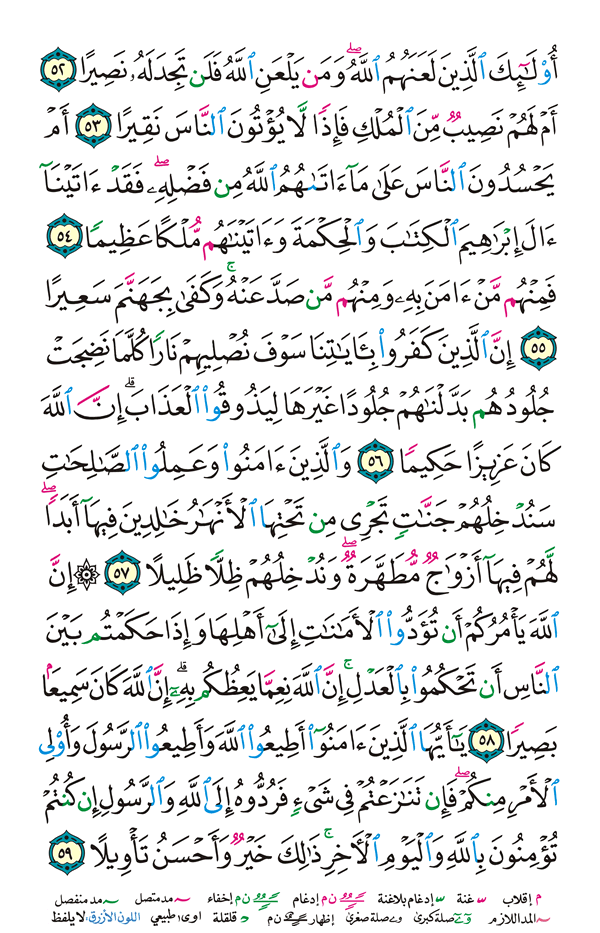 أُوْلَٰٓئِكَ ٱلَّذِينَ لَعَنَهُمُ ٱللَّهُۖ وَمَن يَلْعَنِ ٱللَّهُ فَلَن تَجِدَ لَهُۥ نَصِيرًا ٥٢
أَمْ لَهُمْ نَصِيبٌ مِّنَ ٱلْمُلْكِ فَإِذًا لَّا يُؤْتُونَ ٱلنَّاسَ نَقِيرًا ٥٣ أَمْ
يَحْسُدُونَ ٱلنَّاسَ عَلَىٰ مَآ ءَاتَىٰهُمُ ٱللَّهُ مِن فَضْلِهِۦۖ فَقَدْ ءَاتَيْنَآ
ءَالَ إِبْرَٰهِيمَ ٱلْكِتَٰبَ وَٱلْحِكْمَةَ وَءَاتَيْنَٰهُم مُّلْكًا عَظِيمًا ٥٤
فَمِنْهُم مَّنْ ءَامَنَ بِهِۦ وَمِنْهُم مَّن صَدَّ عَنْهُۚ وَكَفَىٰ بِجَهَنَّمَ سَعِيرًا
٥٥ إِنَّ ٱلَّذِينَ كَفَرُوا۟ بِـَٔايَٰتِنَا سَوْفَ نُصْلِيهِمْ نَارًا كُلَّمَا نَضِجَتْ
جُلُودُهُم بَدَّلْنَٰهُمْ جُلُودًا غَيْرَهَا لِيَذُوقُوا۟ ٱلْعَذَابَۗ إِنَّ ٱللَّهَ
كَانَ عَزِيزًا حَكِيمًا ٥٦ وَٱلَّذِينَ ءَامَنُوا۟ وَعَمِلُوا۟ ٱلصَّٰلِحَٰتِ
سَنُدْخِلُهُمْ جَنَّٰتٍ تَجْرِى مِن تَحْتِهَا ٱلْأَنْهَٰرُ خَٰلِدِينَ فِيهَآ أَبَدًاۖ
لَّهُمْ فِيهَآ أَزْوَٰجٌ مُّطَهَّرَةٌۖ وَنُدْخِلُهُمْ ظِلًّا ظَلِيلًا ٥٧ ۞ إِنَّ
ٱللَّهَ يَأْمُرُكُمْ أَن تُؤَدُّوا۟ ٱلْأَمَٰنَٰتِ إِلَىٰٓ أَهْلِهَا وَإِذَا حَكَمْتُم بَيْنَ
ٱلنَّاسِ أَن تَحْكُمُوا۟ بِٱلْعَدْلِۚ إِنَّ ٱللَّهَ نِعِمَّا يَعِظُكُم بِهِۦٓۗ إِنَّ ٱللَّهَ كَانَ سَمِيعًۢا
بَصِيرًا ٥٨ يَٰٓأَيُّهَا ٱلَّذِينَ ءَامَنُوٓا۟ أَطِيعُوا۟ ٱللَّهَ وَأَطِيعُوا۟ ٱلرَّسُولَ وَأُو۟لِى
ٱلْأَمْرِ مِنكُمْۖ فَإِن تَنَٰزَعْتُمْ فِى شَىْءٍ فَرُدُّوهُ إِلَى ٱللَّهِ وَٱلرَّسُولِ إِن كُنتُمْ
تُؤْمِنُونَ بِٱللَّهِ وَٱلْيَوْمِ ٱلْـَٔاخِرِۚ ذَٰلِكَ خَيْرٌ وَأَحْسَنُ تَأْوِيلًا ٥٩
م إقلاب غنة إدغام بلاغنة ن م إدغام ن م إخفاء مد متصل مد منفصل
المد اللازم صلة كبرى صلة صغرى إظهار ن م قلقلة اوى طبيعي اللون الأزرق: لا يلفظ